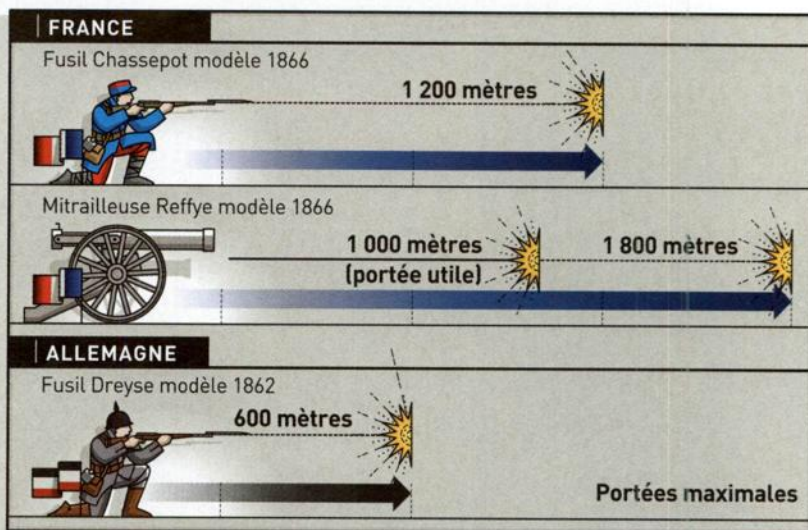 FRANCE
Fusil Chassepot modèle 1866
1 200 mètres
Mitrailleuse Reffye modèle 1866
1 000 mètres
(portée utile)
1 800 mètres
ALLEMAGNE
Fusil Dreyse modèle 1862
600 mètres
Portées maximales